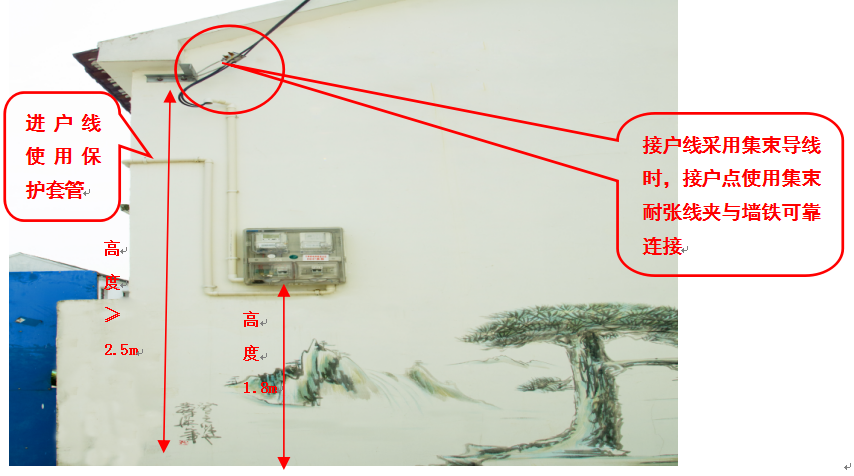 进户线
使用保
护套管
接户线采用集束导线
时，接户点使用集束
耐张线夹与墙铁可靠
连接
高
度
≥
2.5m
高
度
1.8m